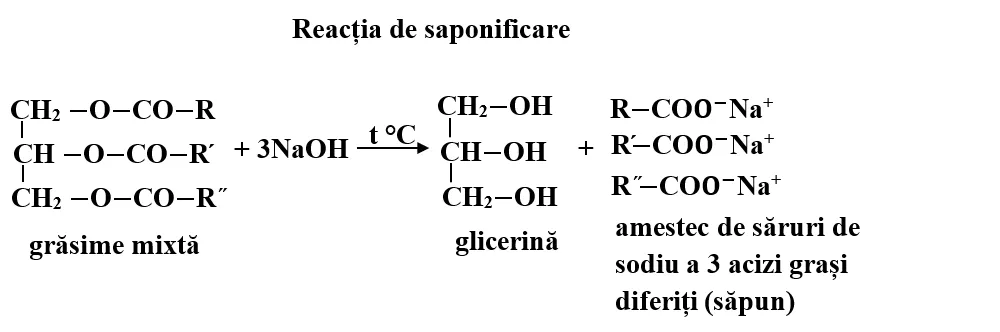 Reacția de saponificare
CH₂ –O–CO–R
CH –O–CO–R´
CH₂ –O–CO–R˝
grăsime mixtă
+ 3NaOH
t °C
CH₂–OH
CH–OH
CH₂–OH
glicerină
+
R–COO⁻Na⁺
R´–COO⁻Na⁺
R˝–COO⁻Na⁺
amestec de săruri de
sodiu a 3 acizi grași
diferiți (săpun)